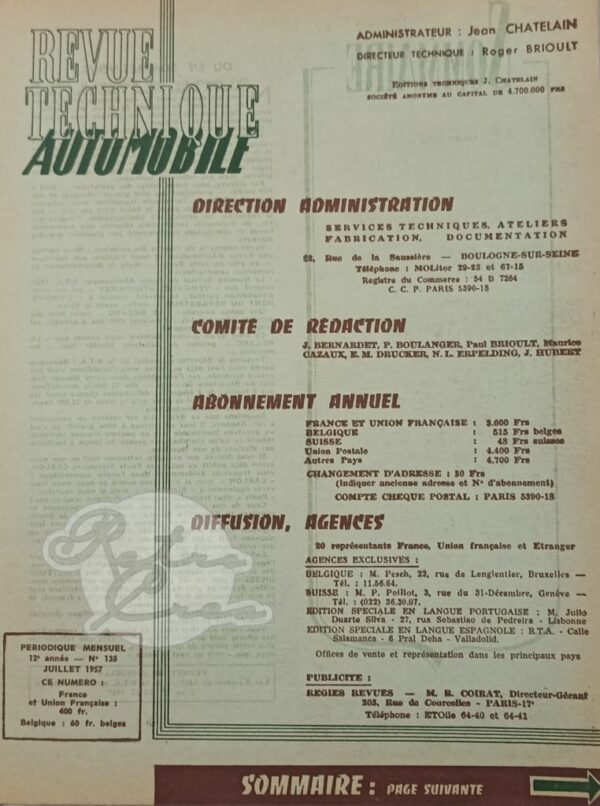 REVUE
TECHNIQUE
AUTOMOBILE
ADMINISTRATEUR : Jean CHATELAIN
DIRECTEUR TECHNIQUE : Roger BRIOULT
EDITIONS TECHNIQUES J. CHATELAIN
SOCIÉTÉ ANONYME AU CAPITAL DE 4.700.000 FRS
DIRECTION ADMINISTRATION
SERVICES TECHNIQUES, ATELIERS
FABRICATION, DOCUMENTATION
22, Rue de la Saussière — BOULOGNE-SUR-SEINE
Téléphone : MOLitor 29-23 et 67-15
Registre du Commerce : 54 B 7264
C. C. P. PARIS 5390-18
COMITÉ DE RÉDACTION
J. BERNARDET, P. BOULANGER, Paul BRIOULT, Maurice
CAZAUX, E. M. DRUCKER, N. L. ERPELDING, J. HUBERT
ABONNEMENT ANNUEL
FRANCE ET UNION FRANÇAISE : 3.600 Frs
BELGIQUE : 515 Frs belges
SUISSE : 48 Frs suisses
Union Postale : 4.400 Frs
Autres Pays : 4.700 Frs
CHANGEMENT D'ADRESSE : 30 Frs
(indiquer ancienne adresse et N° d'abonnement)
COMPTE CHEQUE POSTAL : PARIS 5390-18
DIFFUSION, AGENCES
20 représentants France, Union française et Etranger
AGENCES EXCLUSIVES :
BELGIQUE : M. Pesch, 22, rue de Lenglentier, Bruxelles —
Tél. : 11.56.64.
SUISSE : M. P. Poillot, 3, rue du 31-Décembre, Genève —
Tél. : (022) 36.30.07.
EDITION SPECIALE EN LANGUE PORTUGAISE : M. Julio
Duarte Silva - 27, rua Sebastiao de Pedreira - Lisbonne
EDITION SPECIALE EN LANGUE ESPAGNOLE : R.T.A. - Calle
Salamanca - 6 Pral Deha - Valladolid.
Offices de vente et représentation dans les principaux pays
PUBLICITE :
REGIES REVUES — M. R. COIRAT, Directeur-Gérant
203, Rue de Courcelles - PARIS-17e
Téléphone : ETOile 64-40 et 64-41
Retro
Croc
PERIODIQUE MENSUEL
12e année — N° 135
JUILLET 1957
CE NUMERO :
France
et Union Française :
400 fr.
Belgique : 60 fr. belges
SOMMAIRE : PAGE SUIVANTE